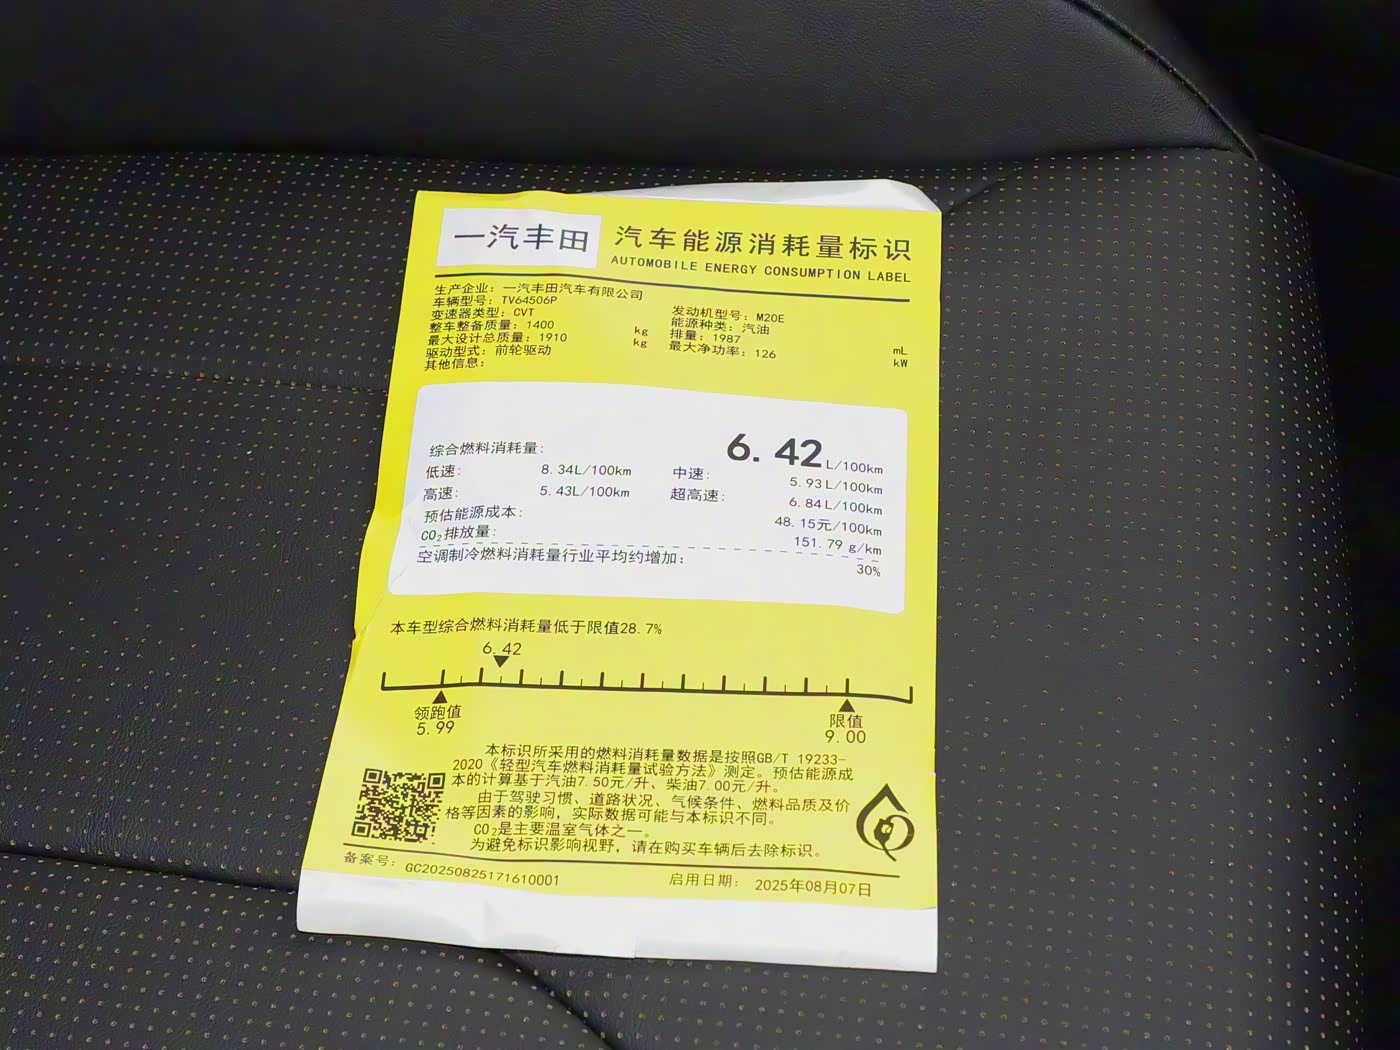 一汽丰田
汽车能源消耗量标识
AUTOMOBILE ENERGY CONSUMPTION LABEL
生产企业：一汽丰田汽车有限公司
车辆型号：TV64506P
变速器类型：CVT
整车整备质量：1400 kg
最大设计总质量：1910 kg
驱动型式：前轮驱动
其他信息：
发动机型号：M20E
能源种类：汽油
排量：1987 mL
最大净功率：126 kW
综合燃料消耗量： 6.42 L/100km
低速： 8.34L/100km 中速： 5.93L/100km
高速： 5.43L/100km 超高速： 6.84L/100km
预估能源成本： 48.15元/100km
CO₂排放量： 151.79 g/km
空调制冷燃料消耗量行业平均约增加： 30%
本车型综合燃料消耗量低于限值28.7%
6.42
领跑值
5.99
限值
9.00
本标识所采用的燃料消耗量数据是按照GB/T 19233-
2020《轻型汽车燃料消耗量试验方法》测定。预估能源成
本的计算基于汽油7.50元/升、柴油7.00元/升。
由于驾驶习惯、道路状况、气候条件、燃料品质及价
格等因素的影响，实际数据可能与本标识不同。
CO₂是主要温室气体之一。
为避免标识影响视野，请在购买车辆后去除标识。
备案号：GC20250825171610001 启用日期： 2025年08月07日